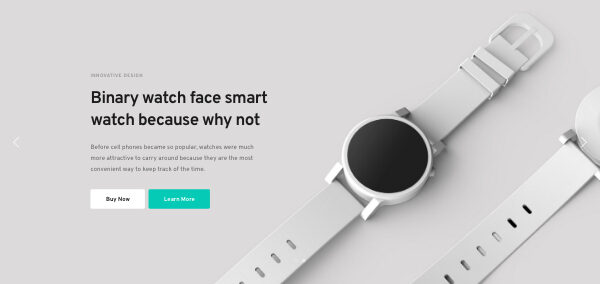 INNOVATIVE DESIGN
Binary watch face smart
watch because why not
Before cell phones became so popular, watches were much
more attractive to carry around because they are the most
convenient way to keep track of the time.
Buy Now
Learn More